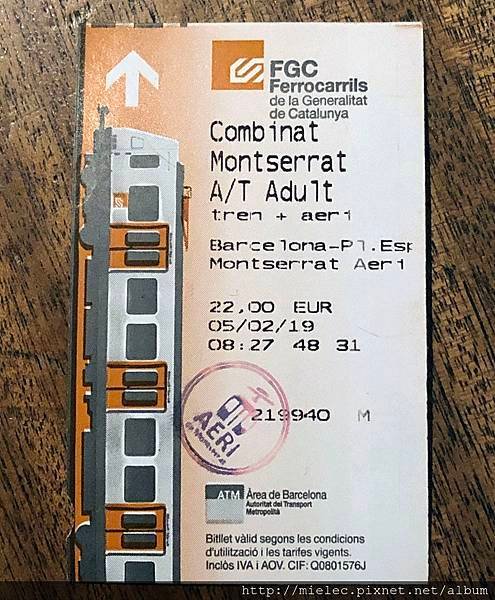 FGC
Ferrocarrils
de la Generalitat
de Catalunya
Combinat
Montserrat
A/T Adult
tren + aeri
Barcelona-Pl.Esp
Montserrat Aeri
22,00 EUR
05/02/19
08:27 48 31
AERI
de Montserrat
219940 M
ATM Àrea de Barcelona
Autoritat del Transport
Metropolità
Bitllet vàlid segons les condicions
d'utilització i les tarifes vigents.
Inclòs IVA i AOV. CIF: Q0801576J
http://mielec.pixnet.net/album